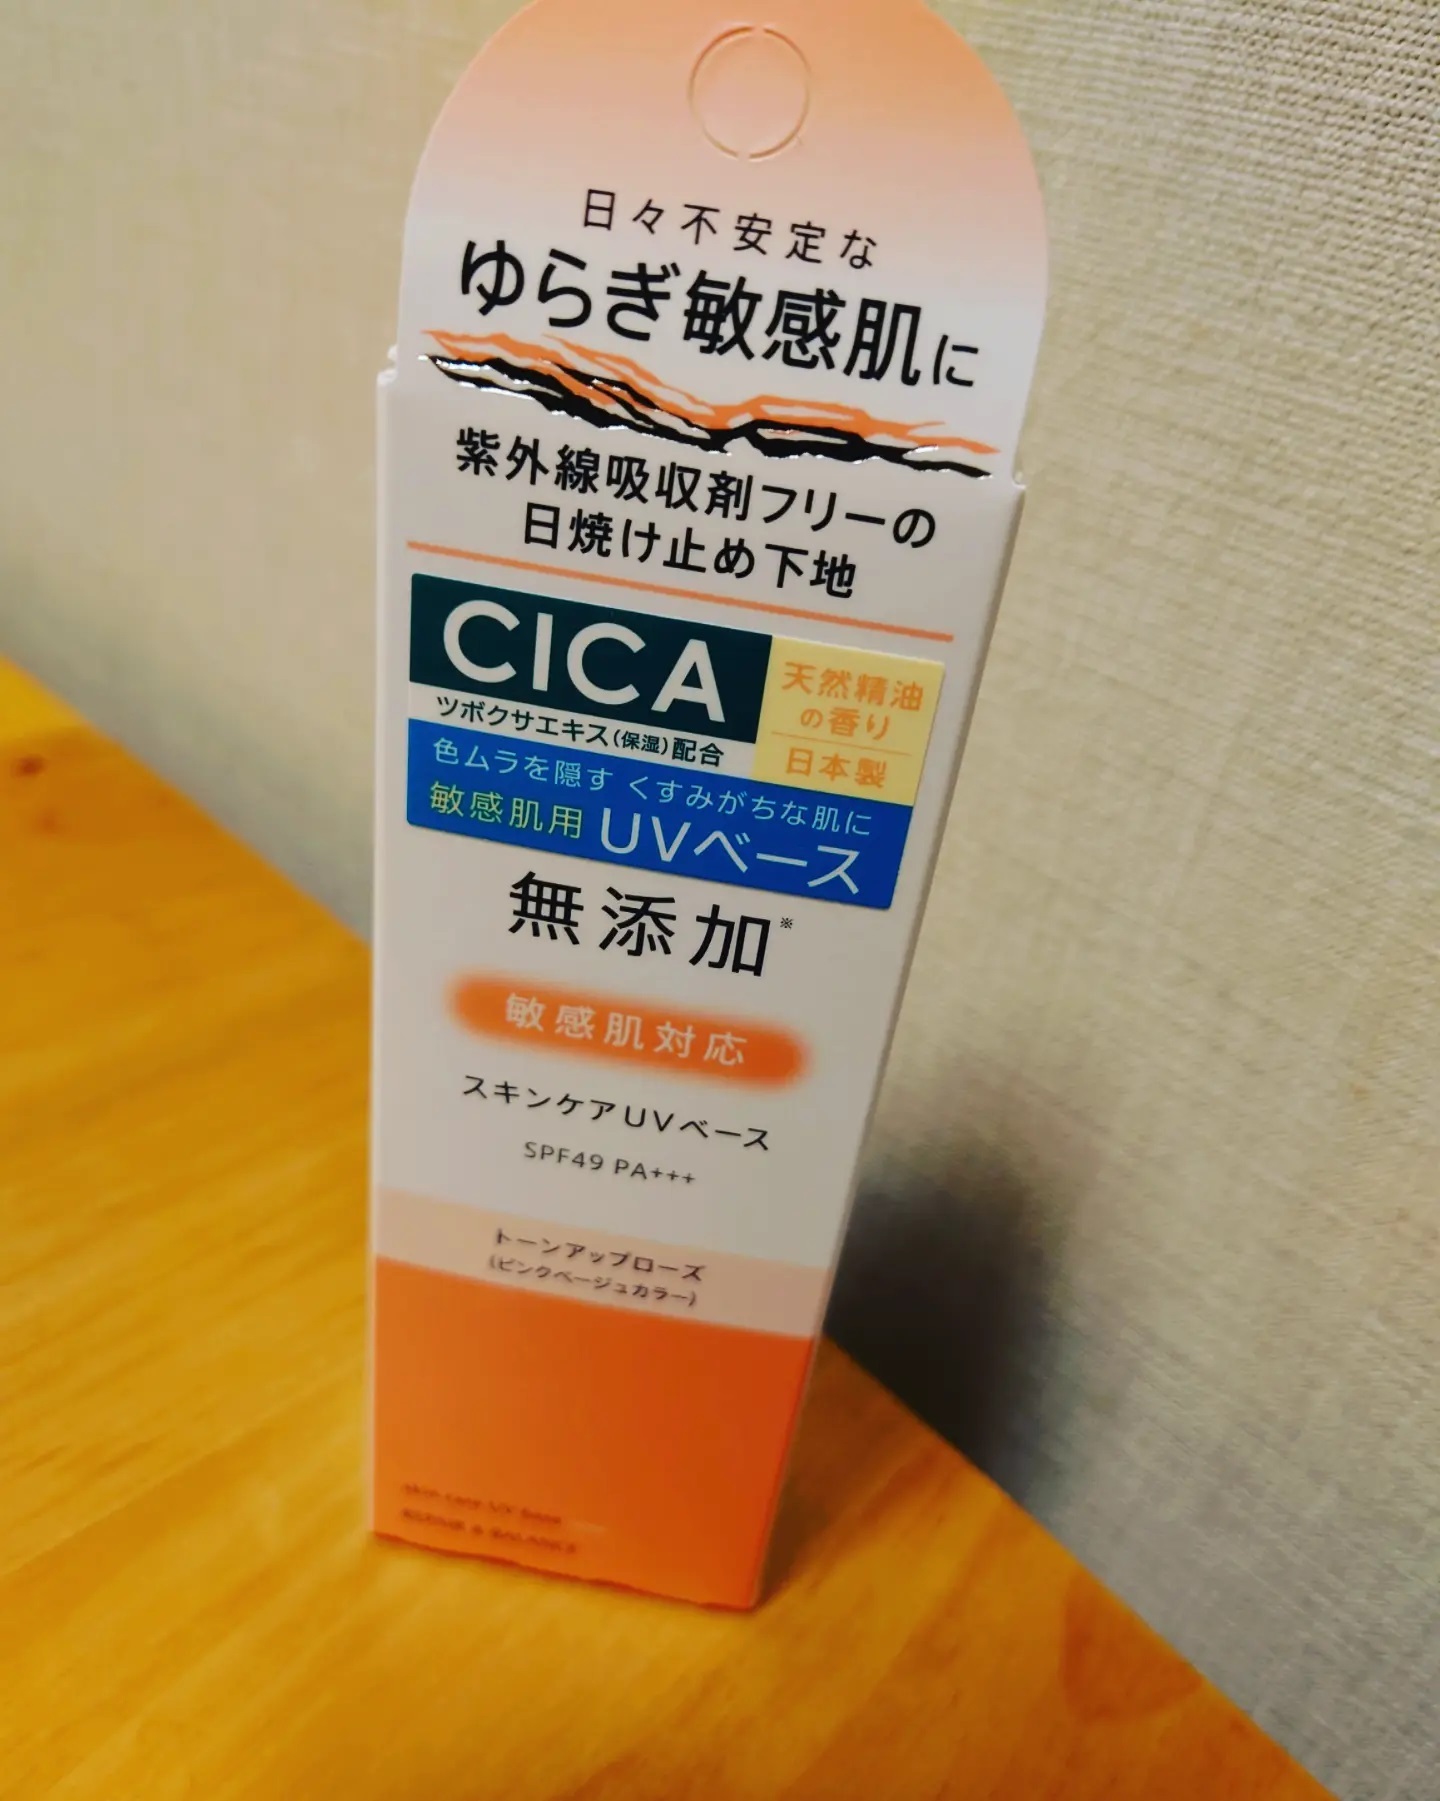 日々不安定な
ゆらぎ敏感肌に
紫外線吸収剤フリーの
日焼け止め下地
CICA
ツボクサエキス(保湿)配合
天然精油
の香り
日本製
色ムラを隠す くすみがちな肌に
敏感肌用 UVベース
無添加※
敏感肌対応
スキンケアUVベース
SPF49 PA+++
トーンアップローズ
(ピンクベージュカラー)
skin care UV base